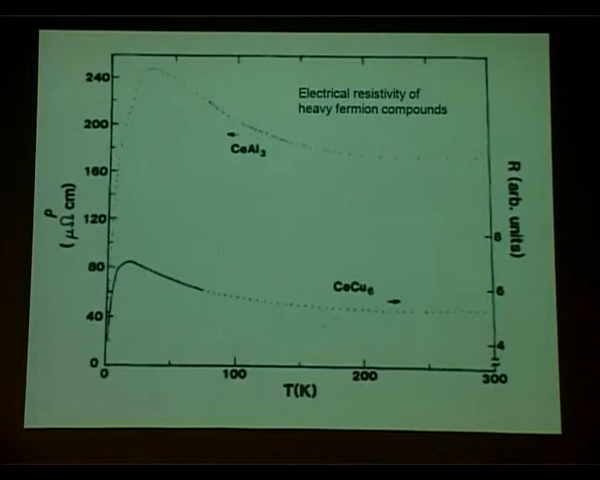 Electrical resistivity of
heavy fermion compounds
240
200
160
120
80
40
0
ρ
(μΩ cm)
CeAl3
CeCu6
R (arb. units)
8
6
4
0
100
200
300
T(K)